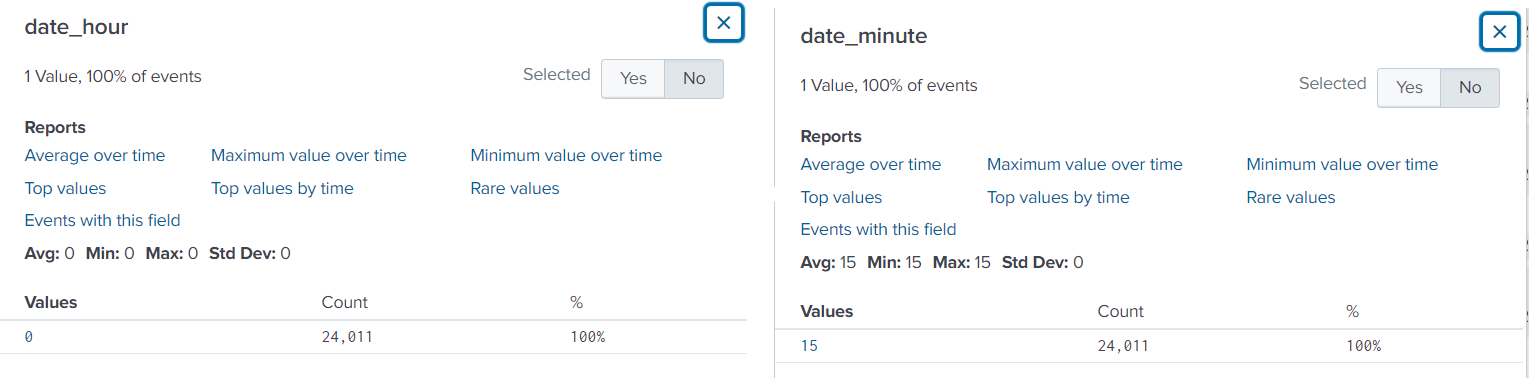 date_hour
1 Value, 100% of events
Selected Yes No
Reports
Average over time Maximum value over time Minimum value over time
Top values Top values by time Rare values
Events with this field
Avg: 0 Min: 0 Max: 0 Std Dev: 0
Values Count %
0 24,011 100%
date_minute
1 Value, 100% of events
Selected Yes No
Reports
Average over time Maximum value over time Minimum value over time
Top values Top values by time Rare values
Events with this field
Avg: 15 Min: 15 Max: 15 Std Dev: 0
Values Count %
15 24,011 100%